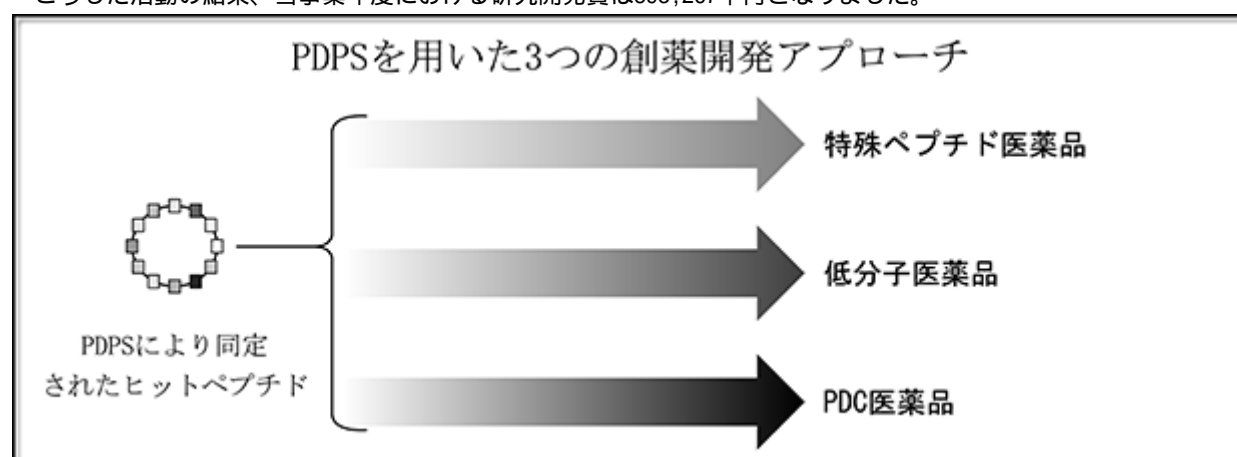 PDPSを用いた3つの創薬開発アプローチ
特殊ペプチド医薬品
低分子医薬品
PDPSにより同定
されたヒットペプチド
PDC医薬品